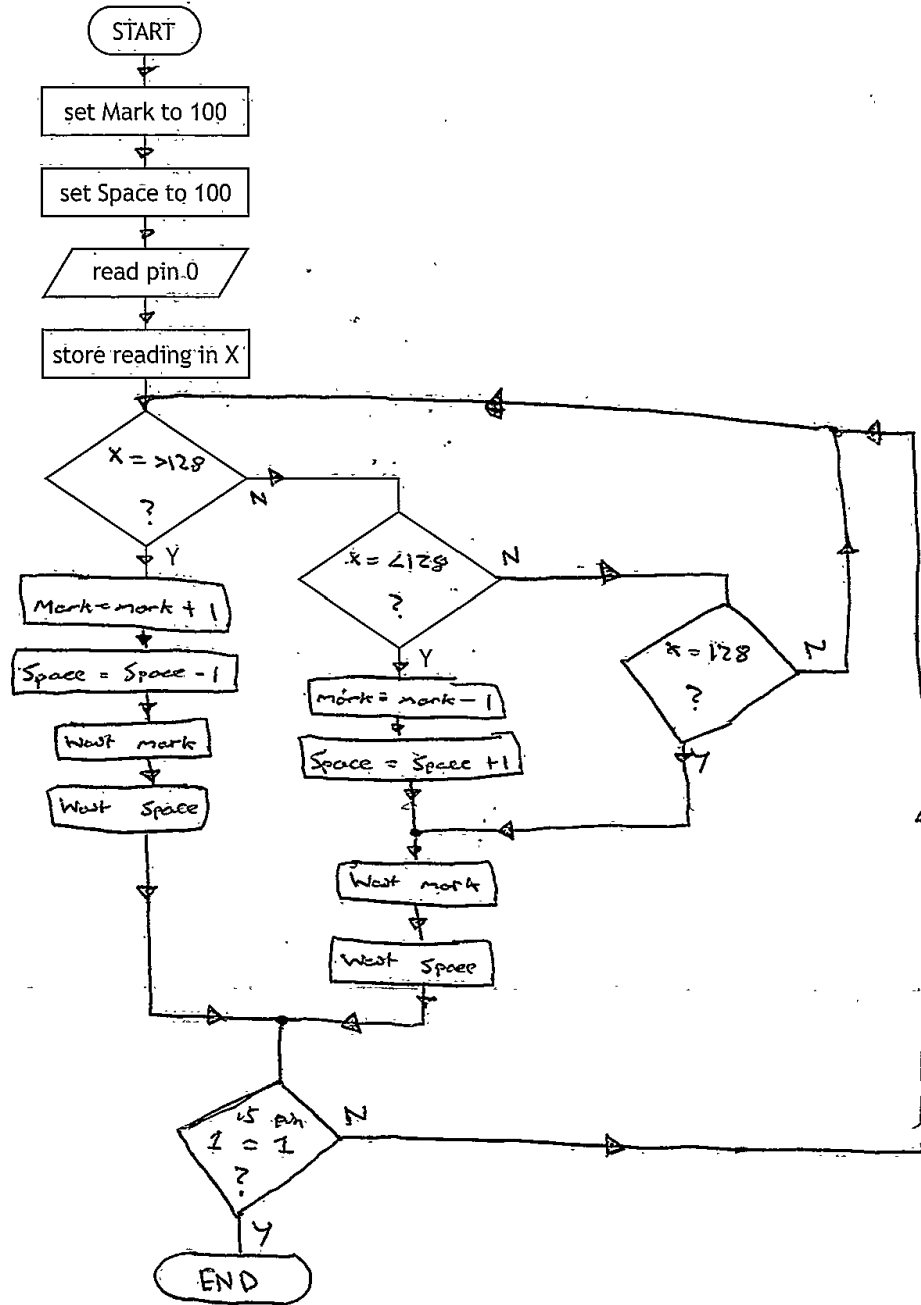 START
set Mark to 100
set Space to 100
read pin 0
store reading in X
X = >128
?
N
Y
X = <128
?
N
Y
X = 128
?
N
Y
Mark = mark + 1
Space = Space - 1
Wait mark
Wait Space
mark = mark - 1
Space = Space + 1
Wait mark
Wait Space
is pin
1 = 1
?
N
Y
END